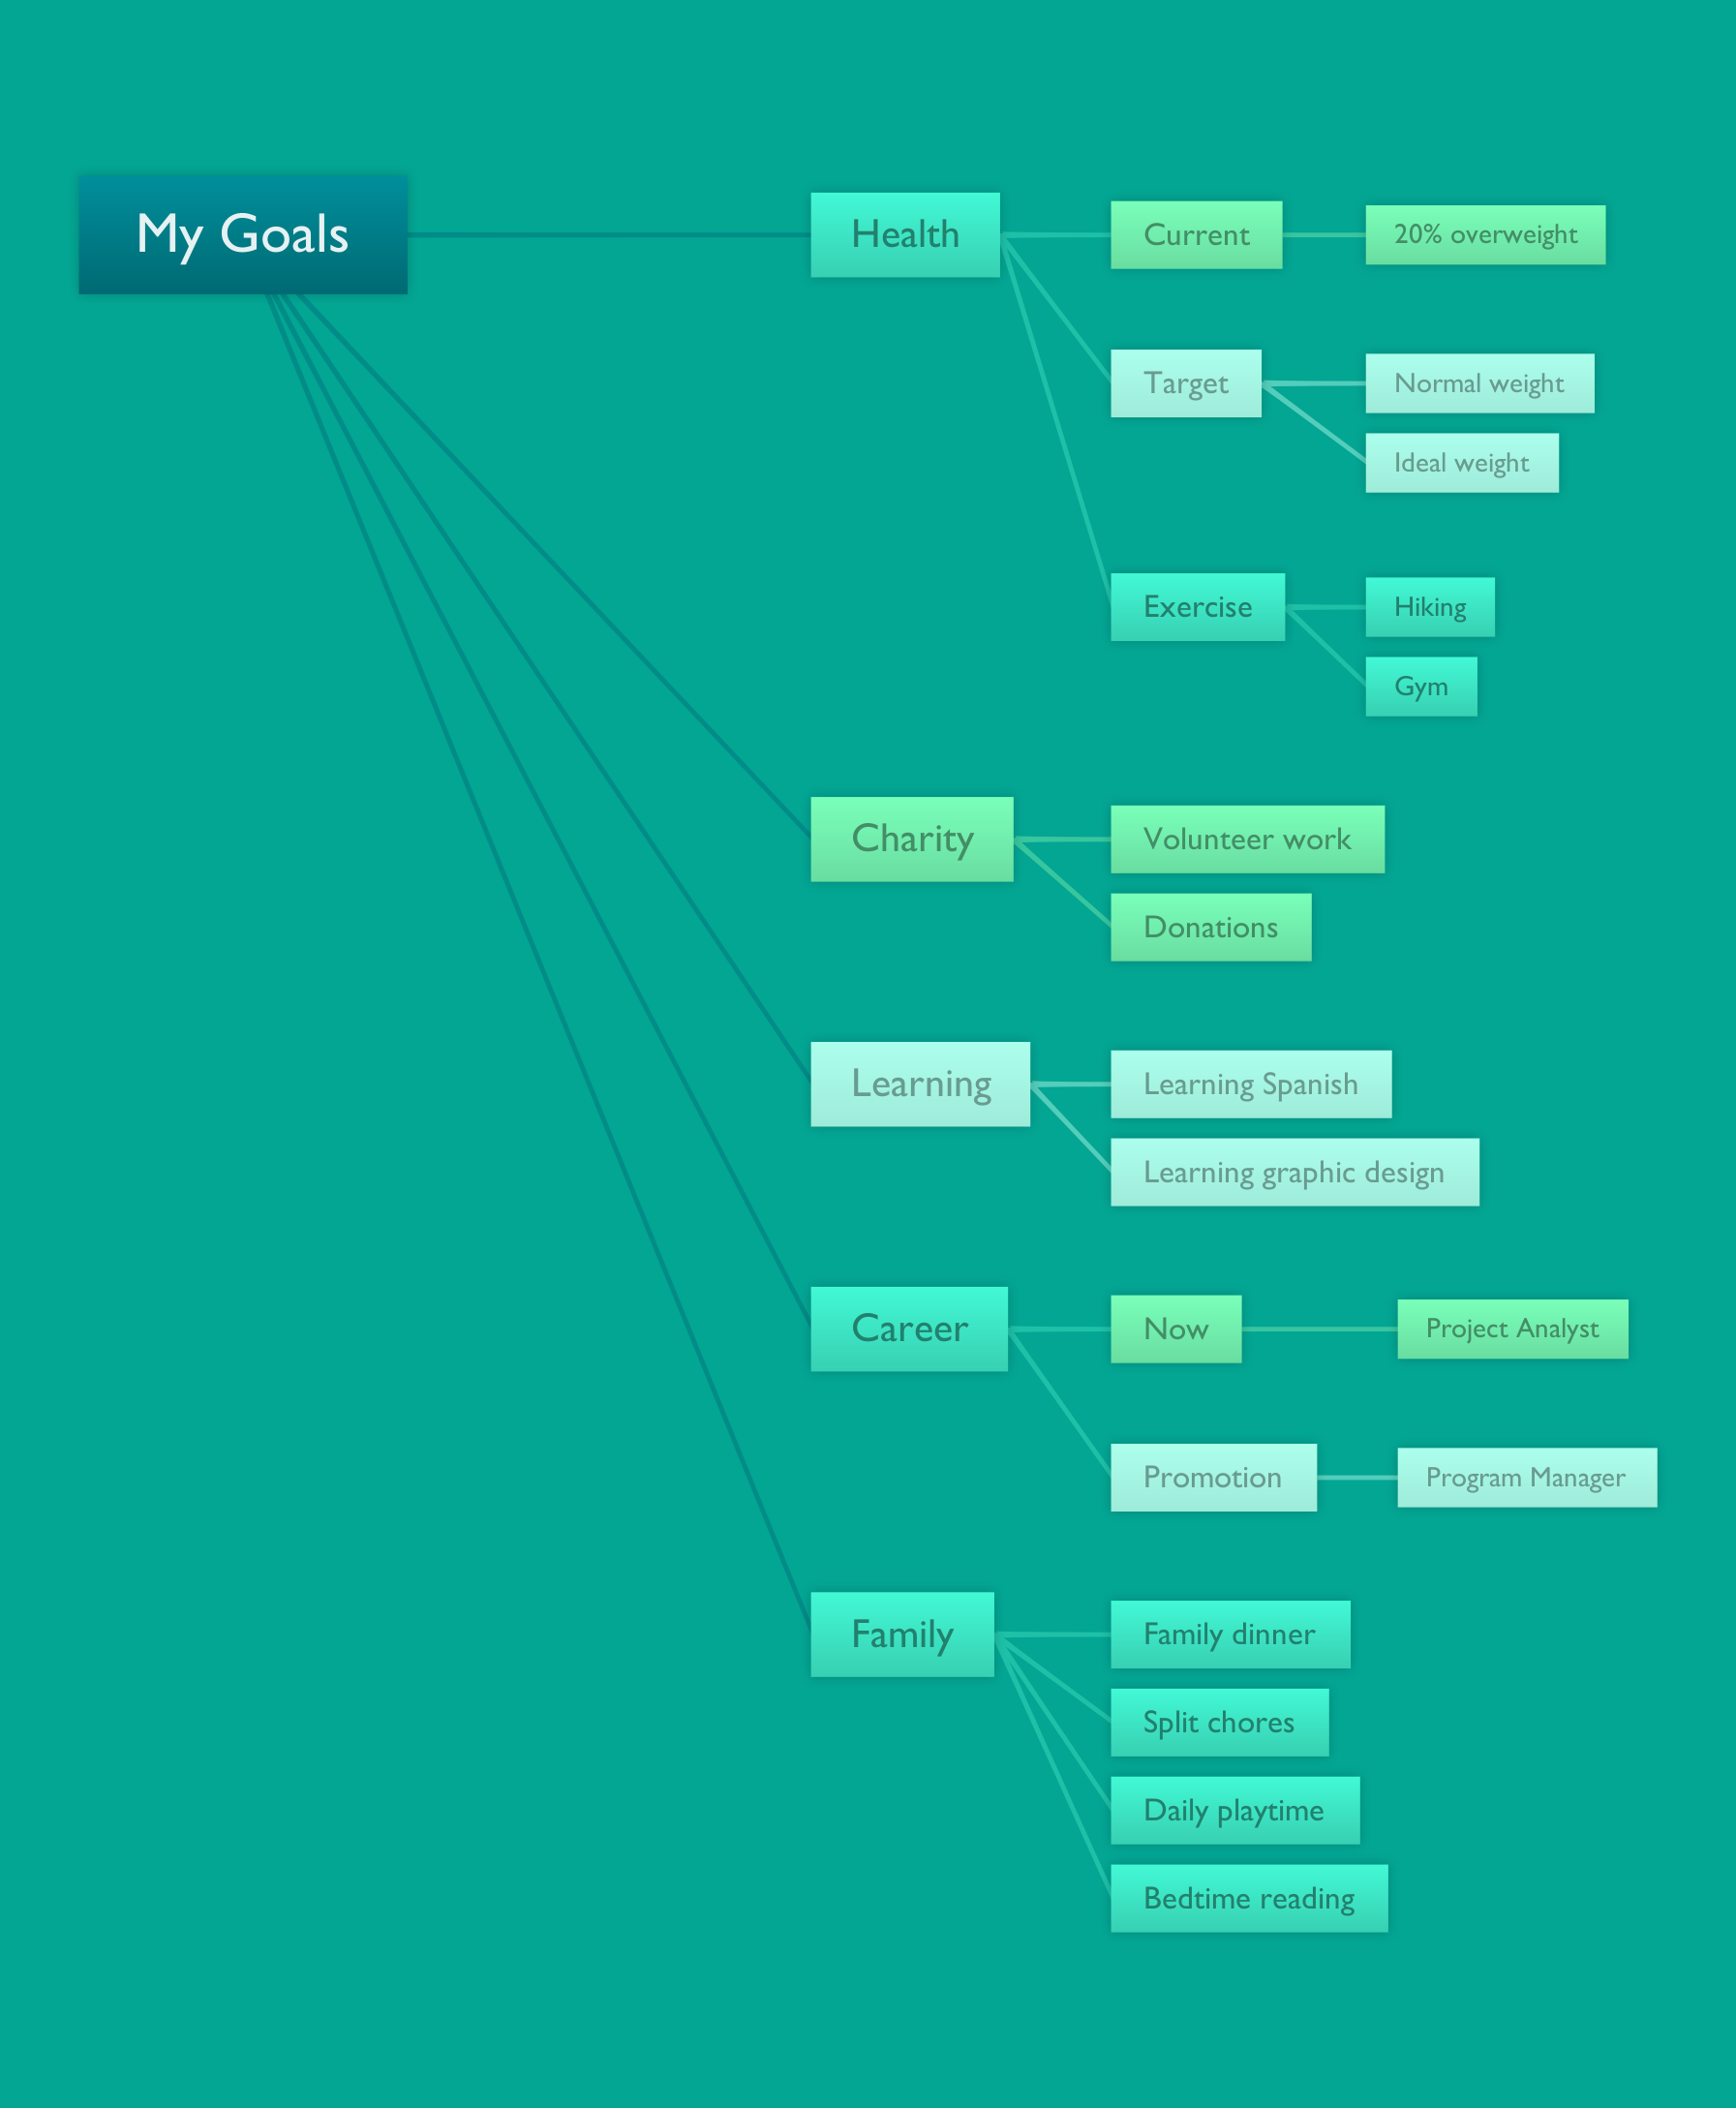 My Goals
Health
Current
20% overweight
Target
Normal weight
Ideal weight
Exercise
Hiking
Gym
Charity
Volunteer work
Donations
Learning
Learning Spanish
Learning graphic design
Career
Now
Project Analyst
Promotion
Program Manager
Family
Family dinner
Split chores
Daily playtime
Bedtime reading